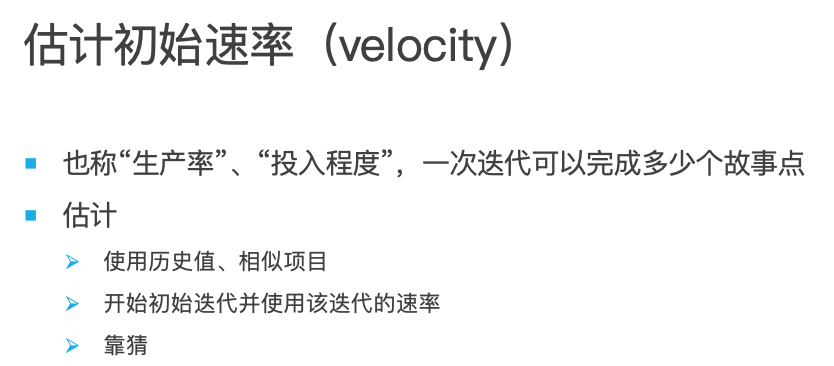 估计初始速率（velocity）
也称“生产率”、“投入程度”，一次迭代可以完成多少个故事点
估计
使用历史值、相似项目
开始初始迭代并使用该迭代的速率
靠猜